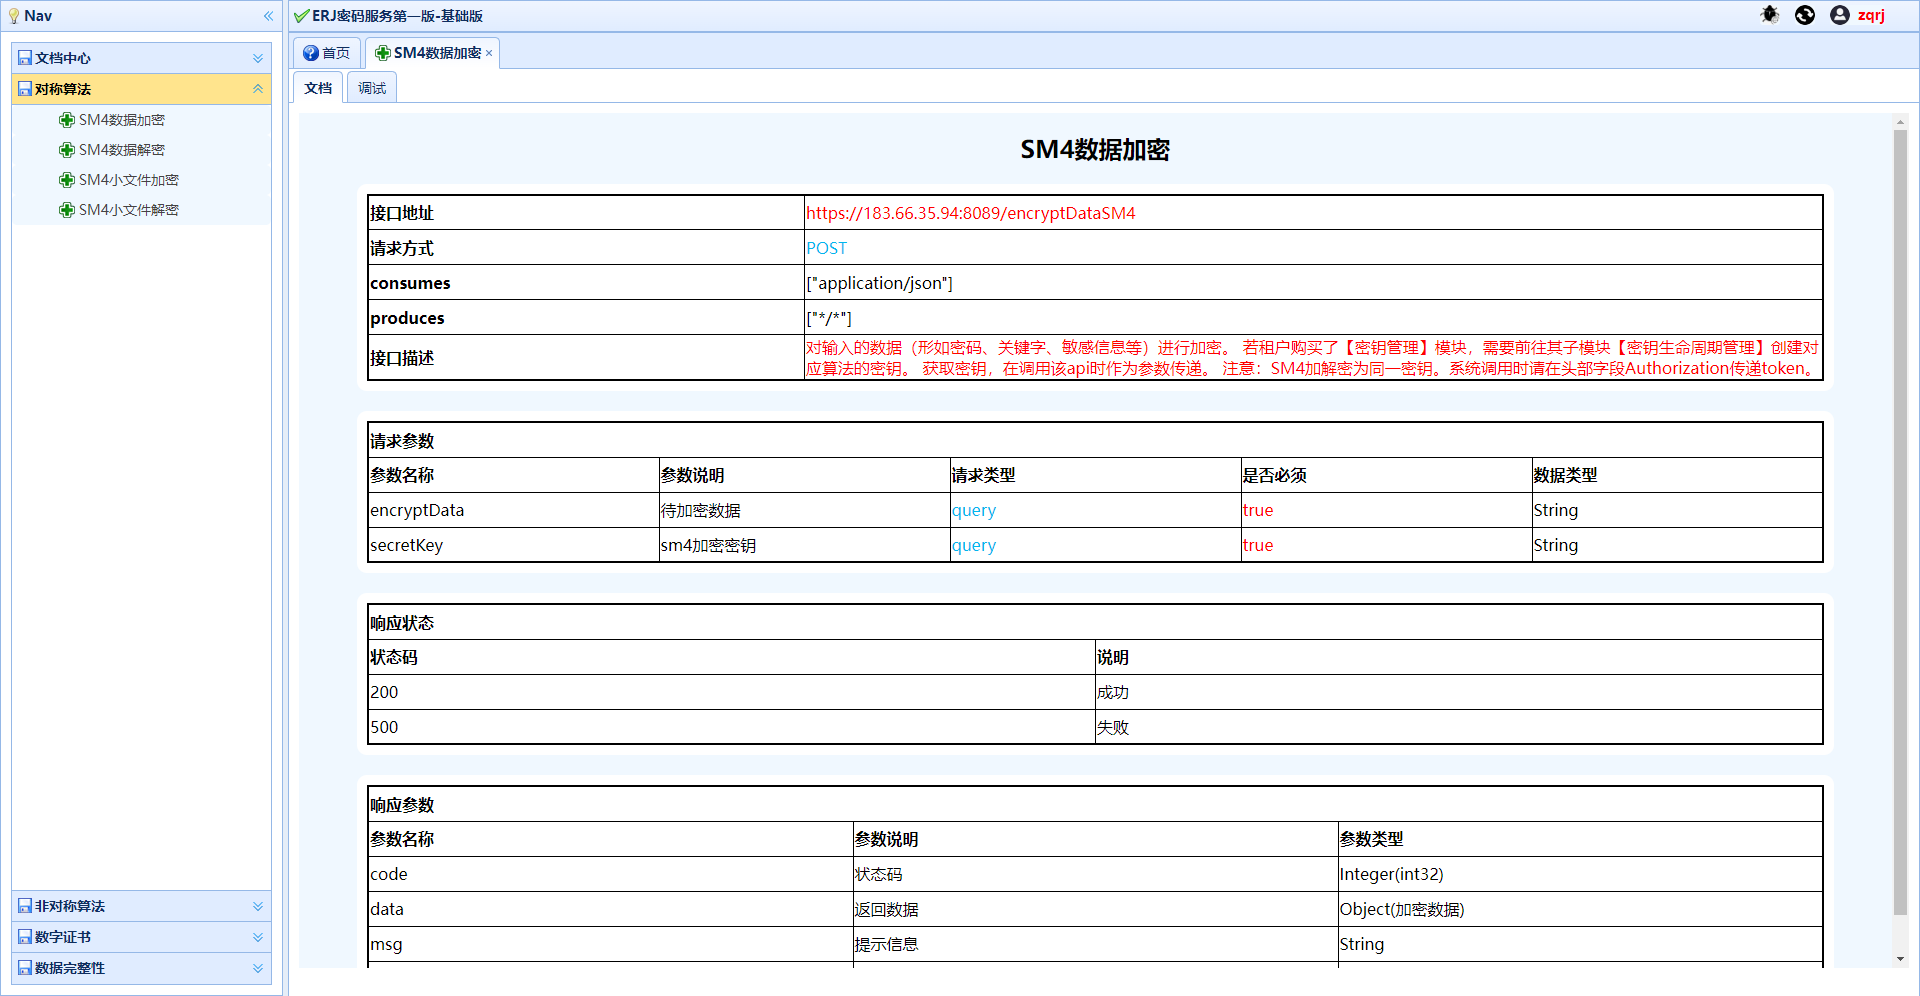 Nav
文档中心
对称算法
SM4数据加密
SM4数据解密
SM4小文件加密
SM4小文件解密
非对称算法
数字证书
数据完整性
ERJ密码服务第一版-基础版
zqrj
首页
SM4数据加密
文档
调试
SM4数据加密
接口地址 https://183.66.35.94:8089/encryptDataSM4
请求方式 POST
consumes ["application/json"]
produces ["*/*"]
接口描述 对输入的数据（形如密码、关键字、敏感信息等）进行加密。 若租户购买了【密钥管理】模块，需要前往其子模块【密钥生命周期管理】创建对
应算法的密钥。 获取密钥，在调用该api时作为参数传递。 注意：SM4加解密为同一密钥。系统调用时请在头部字段Authorization传递token。
请求参数
参数名称 参数说明 请求类型 是否必须 数据类型
encryptData 待加密数据 query true String
secretKey sm4加密密钥 query true String
响应状态
状态码 说明
200 成功
500 失败
响应参数
参数名称 参数说明 参数类型
code 状态码 Integer(int32)
data 返回数据 Object(加密数据)
msg 提示信息 String